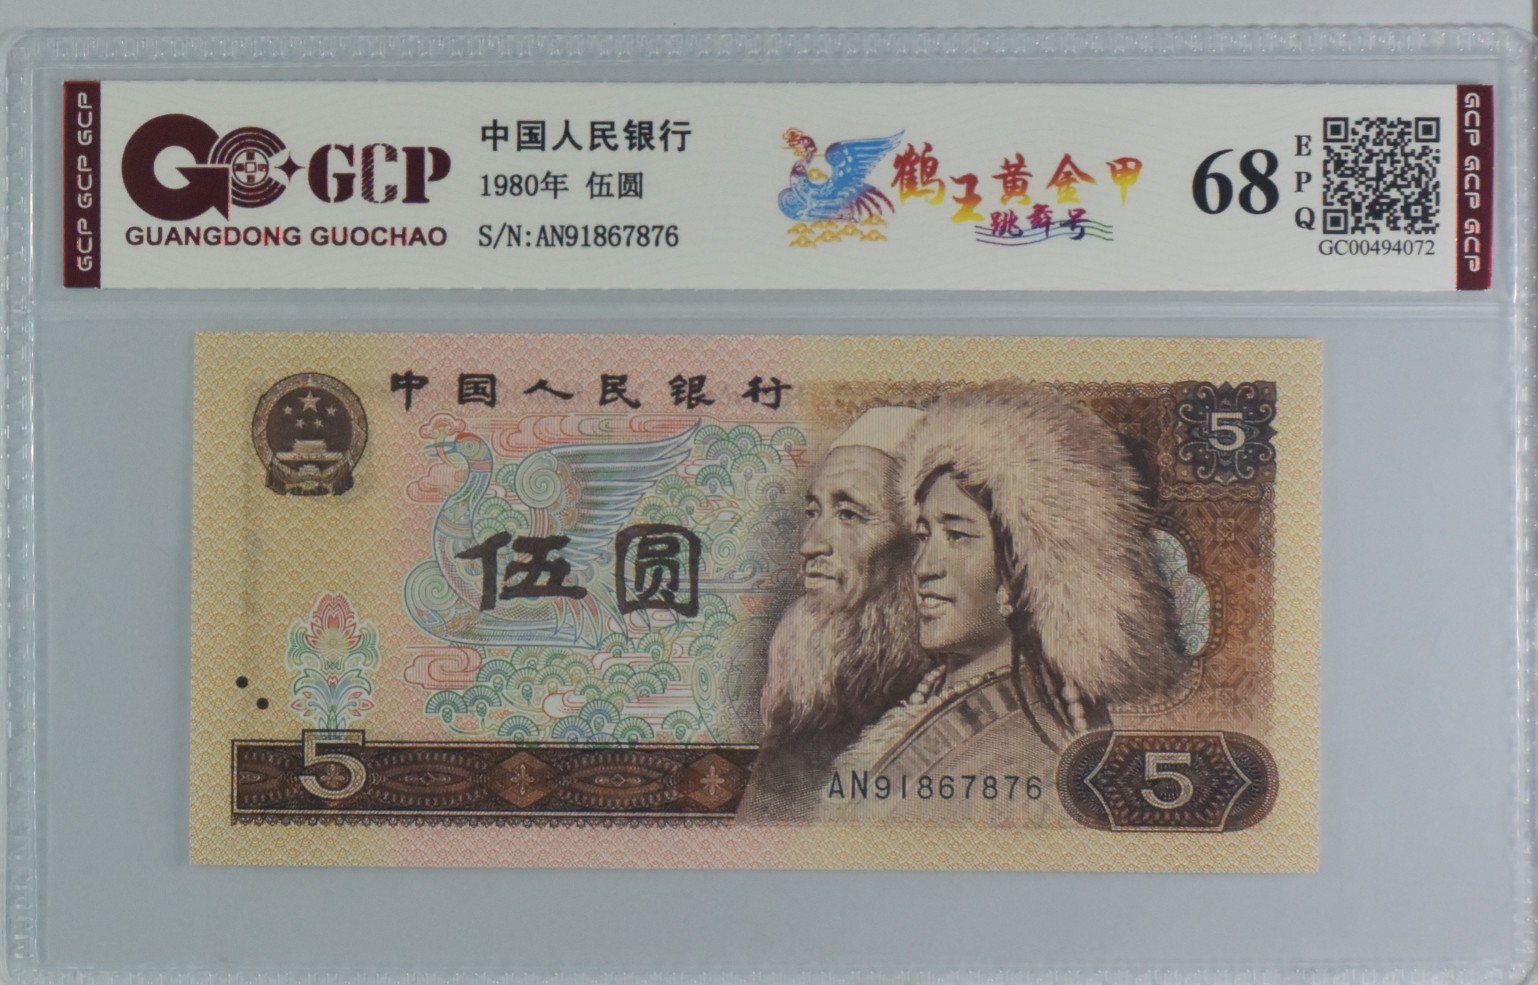 GCP GCP GCP
GCP
GUANGDONG GUOCHAO
中国人民银行
1980年 伍圆
S/N:AN91867876
鹤王黄金甲
跳舞号
68
EPQ
GC00494072
GCP GCP GCP
中国人民银行
5
伍圆
5
AN91867876
5